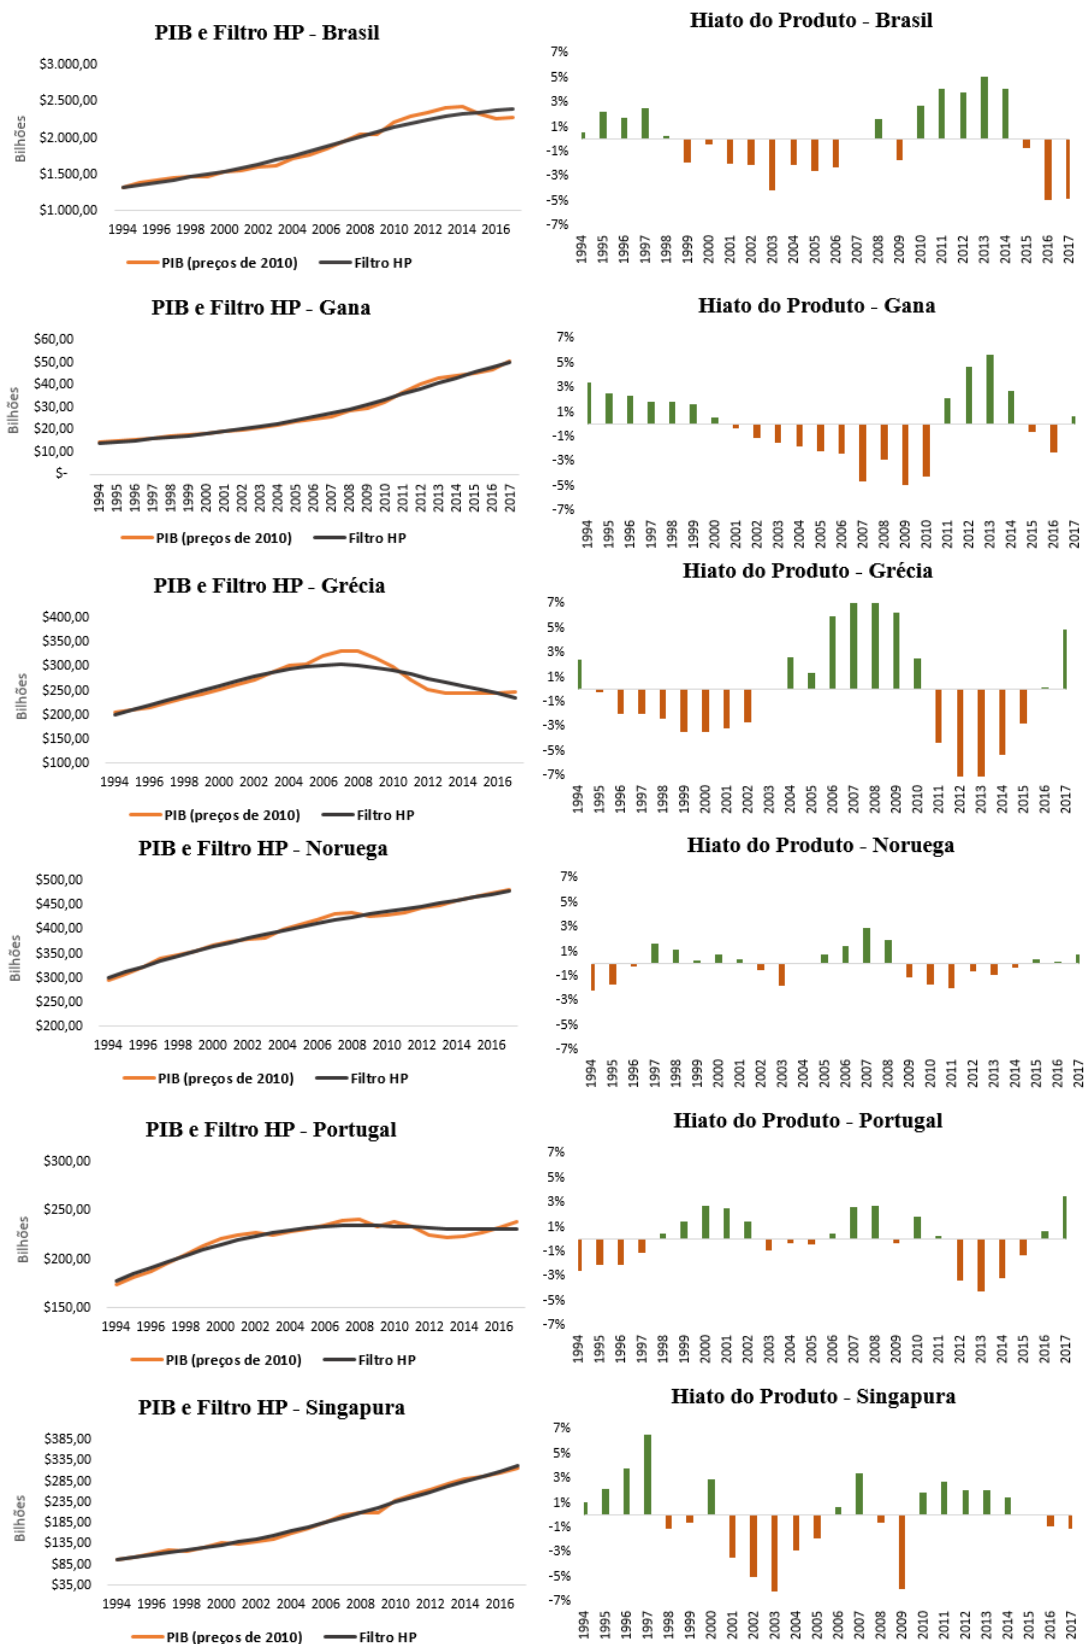 PIB e Filtro HP - Brasil
$3.000,00
$2.500,00
$2.000,00
$1.500,00
$1.000,00
Bilhões
1994 1996 1998 2000 2002 2004 2006 2008 2010 2012 2014 2016
PIB (preços de 2010) Filtro HP
Hiato do Produto - Brasil
7%
5%
3%
1%
-1%
-3%
-5%
-7%
1994 1995 1996 1997 1998 1999 2000 2001 2002 2003 2004 2005 2006 2007 2008 2009 2010 2011 2012 2013 2014 2015 2016 2017
PIB e Filtro HP - Gana
$60,00
$50,00
$40,00
$30,00
$20,00
$10,00
$-
Bilhões
1994 1995 1996 1997 1998 1999 2000 2001 2002 2003 2004 2005 2006 2007 2008 2009 2010 2011 2012 2013 2014 2015 2016 2017
PIB (preços de 2010) Filtro HP
Hiato do Produto - Gana
7%
5%
3%
1%
-1%
-3%
-5%
-7%
1994 1995 1996 1997 1998 1999 2000 2001 2002 2003 2004 2005 2006 2007 2008 2009 2010 2011 2012 2013 2014 2015 2016 2017
PIB e Filtro HP - Grécia
$400,00
$350,00
$300,00
$250,00
$200,00
$150,00
$100,00
Bilhões
1994 1996 1998 2000 2002 2004 2006 2008 2010 2012 2014 2016
PIB (preços de 2010) Filtro HP
Hiato do Produto - Grécia
7%
5%
3%
1%
-1%
-3%
-5%
-7%
1994 1995 1996 1997 1998 1999 2000 2001 2002 2003 2004 2005 2006 2007 2008 2009 2010 2011 2012 2013 2014 2015 2016 2017
PIB e Filtro HP - Noruega
$500,00
$450,00
$400,00
$350,00
$300,00
$250,00
$200,00
Bilhões
1994 1996 1998 2000 2002 2004 2006 2008 2010 2012 2014 2016
PIB (preços de 2010) Filtro HP
Hiato do Produto - Noruega
7%
5%
3%
1%
-1%
-3%
-5%
-7%
1994 1995 1996 1997 1998 1999 2000 2001 2002 2003 2004 2005 2006 2007 2008 2009 2010 2011 2012 2013 2014 2015 2016 2017
PIB e Filtro HP - Portugal
$300,00
$250,00
$200,00
$150,00
Bilhões
1994 1996 1998 2000 2002 2004 2006 2008 2010 2012 2014 2016
PIB (preços de 2010) Filtro HP
Hiato do Produto - Portugal
7%
5%
3%
1%
-1%
-3%
-5%
-7%
1994 1995 1996 1997 1998 1999 2000 2001 2002 2003 2004 2005 2006 2007 2008 2009 2010 2011 2012 2013 2014 2015 2016 2017
PIB e Filtro HP - Singapura
$385,00
$335,00
$285,00
$235,00
$185,00
$135,00
$85,00
$35,00
Bilhões
1994 1996 1998 2000 2002 2004 2006 2008 2010 2012 2014 2016
PIB (preços de 2010) Filtro HP
Hiato do Produto - Singapura
7%
5%
3%
1%
-1%
-3%
-5%
-7%
1994 1995 1996 1997 1998 1999 2000 2001 2002 2003 2004 2005 2006 2007 2008 2009 2010 2011 2012 2013 2014 2015 2016 2017